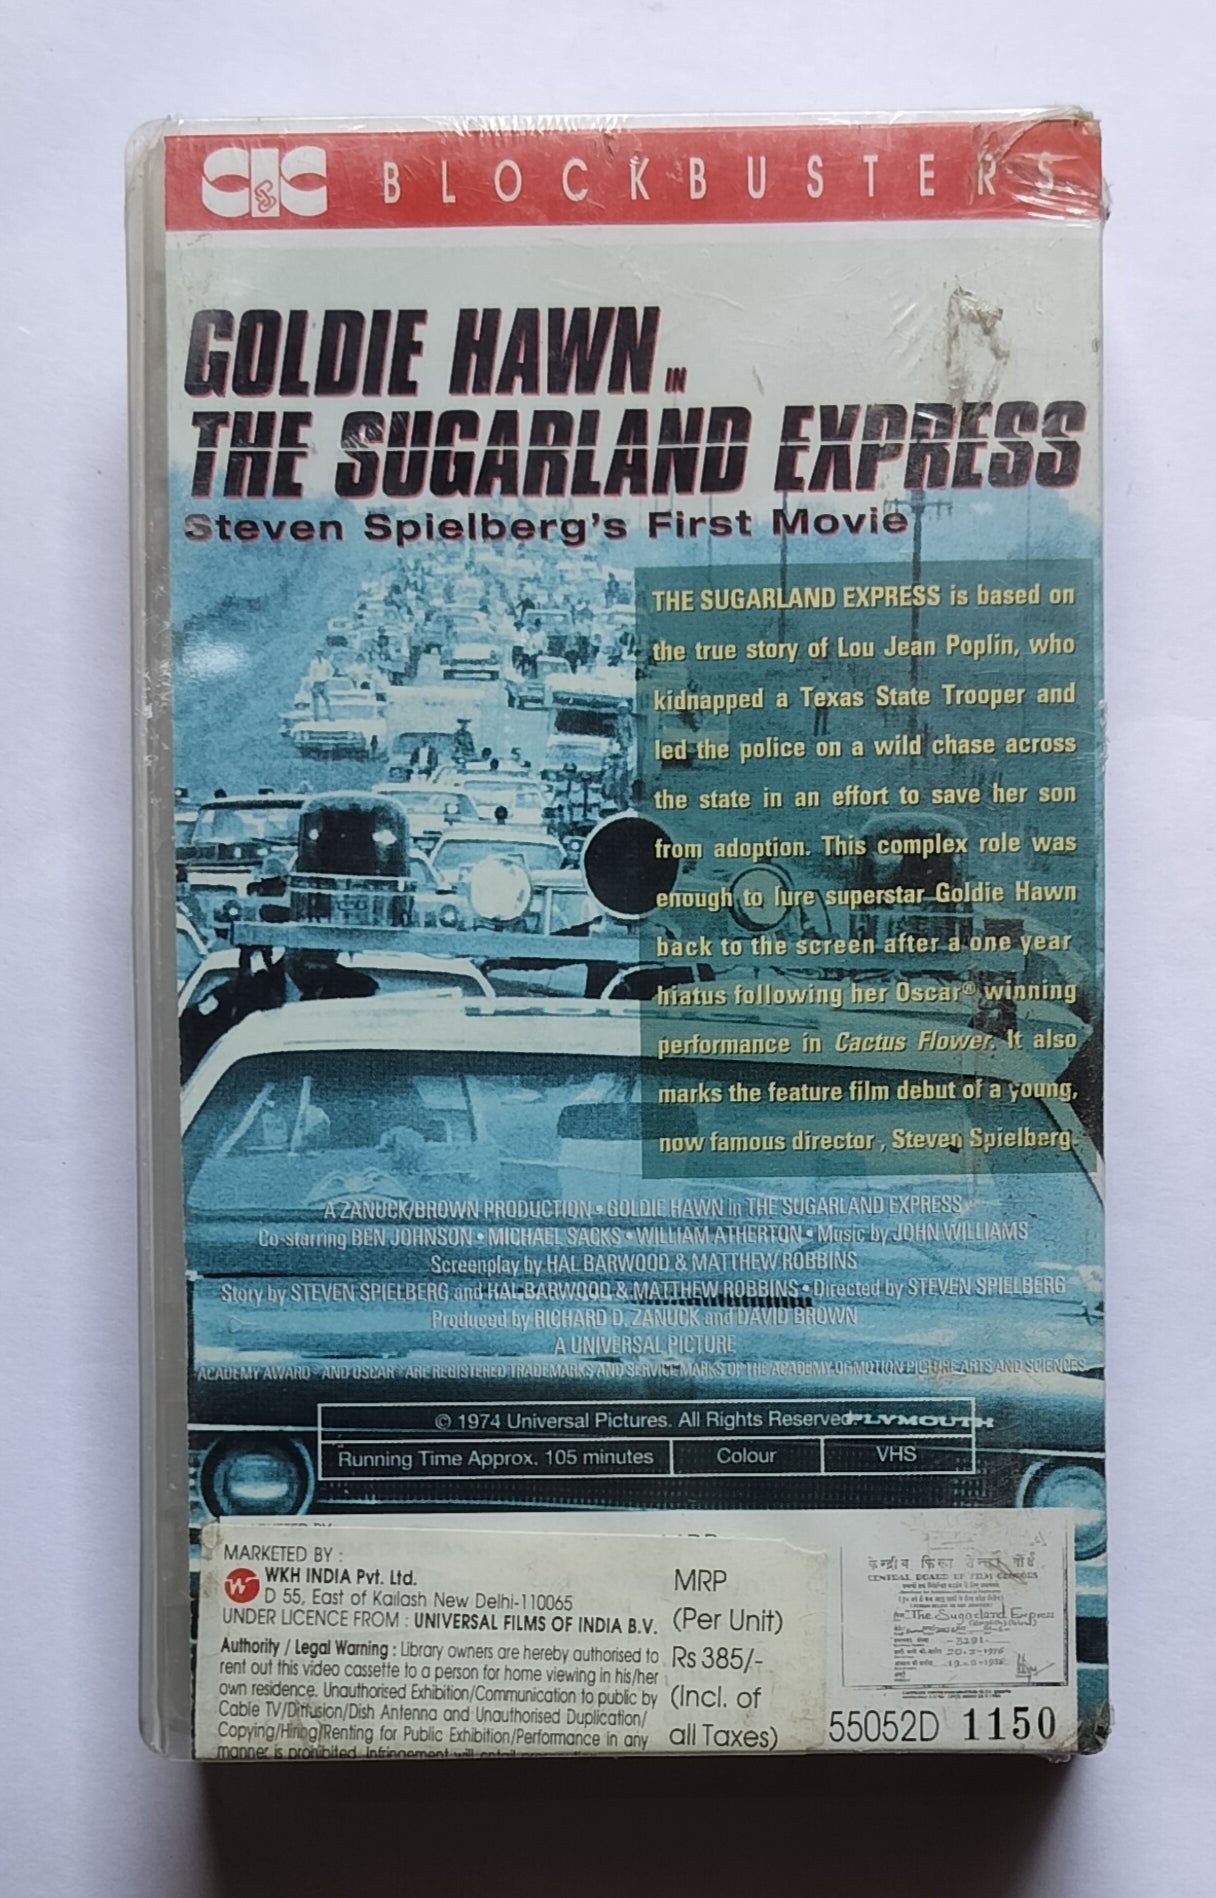 CIC BLOCKBUSTERS
GOLDIE HAWN IN
THE SUGARLAND EXPRESS
Steven Spielberg's First Movie
THE SUGARLAND EXPRESS is based on
the true story of Lou Jean Poplin, who
kidnapped a Texas State Trooper and
led the police on a wild chase across
the state in an effort to save her son
from adoption. This complex role was
enough to lure superstar Goldie Hawn
back to the screen after a one year
hiatus following her Oscar® winning
performance in Cactus Flower. It also
marks the feature film debut of a young,
now famous director, Steven Spielberg
A ZANUCK/BROWN PRODUCTION • GOLDIE HAWN in THE SUGARLAND EXPRESS
Co-starring BEN JOHNSON • MICHAEL SACKS • WILLIAM ATHERTON • Music by JOHN WILLIAMS
Screenplay by HAL BARWOOD & MATTHEW ROBBINS
Story by STEVEN SPIELBERG and HAL BARWOOD & MATTHEW ROBBINS • Directed by STEVEN SPIELBERG
Produced by RICHARD D. ZANUCK and DAVID BROWN
A UNIVERSAL PICTURE
ACADEMY AWARD AND OSCAR ARE REGISTERED TRADEMARKS AND SERVICE MARKS OF THE ACADEMY OF MOTION PICTURE ARTS AND SCIENCES
© 1974 Universal Pictures. All Rights Reserved.
PLYMOUTH
Running Time Approx. 105 minutes Colour VHS
MARKETED BY :
WKH INDIA Pvt. Ltd.
D 55, East of Kailash New Delhi-110065
UNDER LICENCE FROM : UNIVERSAL FILMS OF INDIA B.V.
Authority / Legal Warning : Library owners are hereby authorised to
rent out this video cassette to a person for home viewing in his/her
own residence. Unauthorised Exhibition/Communication to public by
Cable TV/Diffusion/Dish Antenna and Unauthorised Duplication/
Copying/Hiring/Renting for Public Exhibition/Performance in any
manner is prohibited. Infringement will entail
MRP
(Per Unit)
Rs 385/-
(Incl. of
all Taxes)
CENTRAL BOARD OF FILM CENSORS
The Sugarland Express
55052D 1150